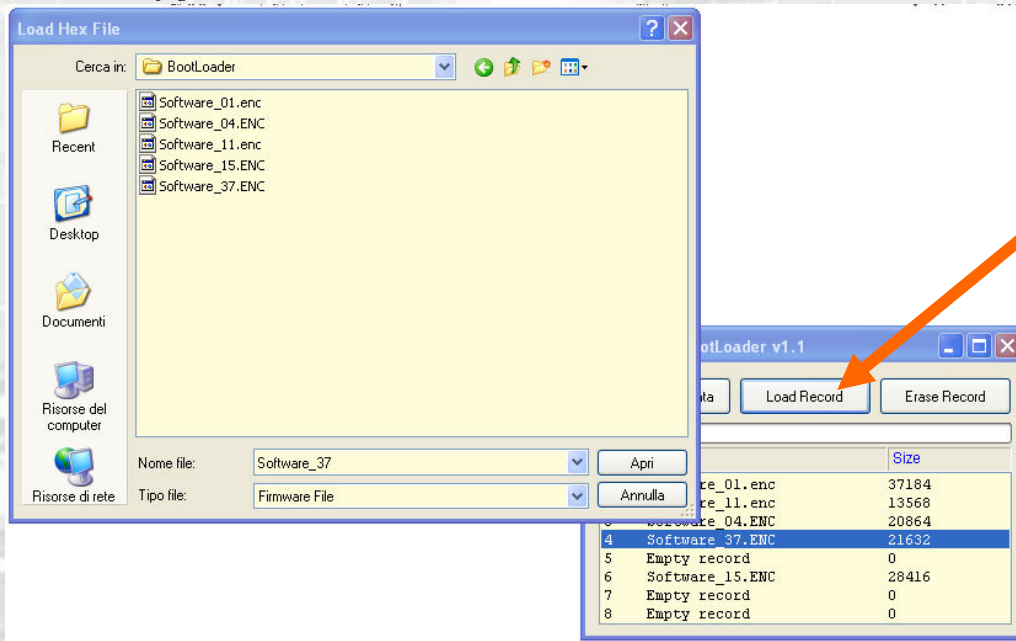 Load Hex File
Cerca in: BootLoader
Software_01.enc
Software_04.ENC
Software_11.enc
Software_15.ENC
Software_37.ENC
Recent
Desktop
Documenti
Risorse del
computer
Risorse di rete
Nome file: Software_37 Apri
Tipo file: Firmware File Annulla
otLoader v1.1
Load Record Erase Record
Size
re_01.enc 37184
re_11.enc 13568
3 Software_04.ENC 20864
4 Software_37.ENC 21632
5 Empty record 0
6 Software_15.ENC 28416
7 Empty record 0
8 Empty record 0